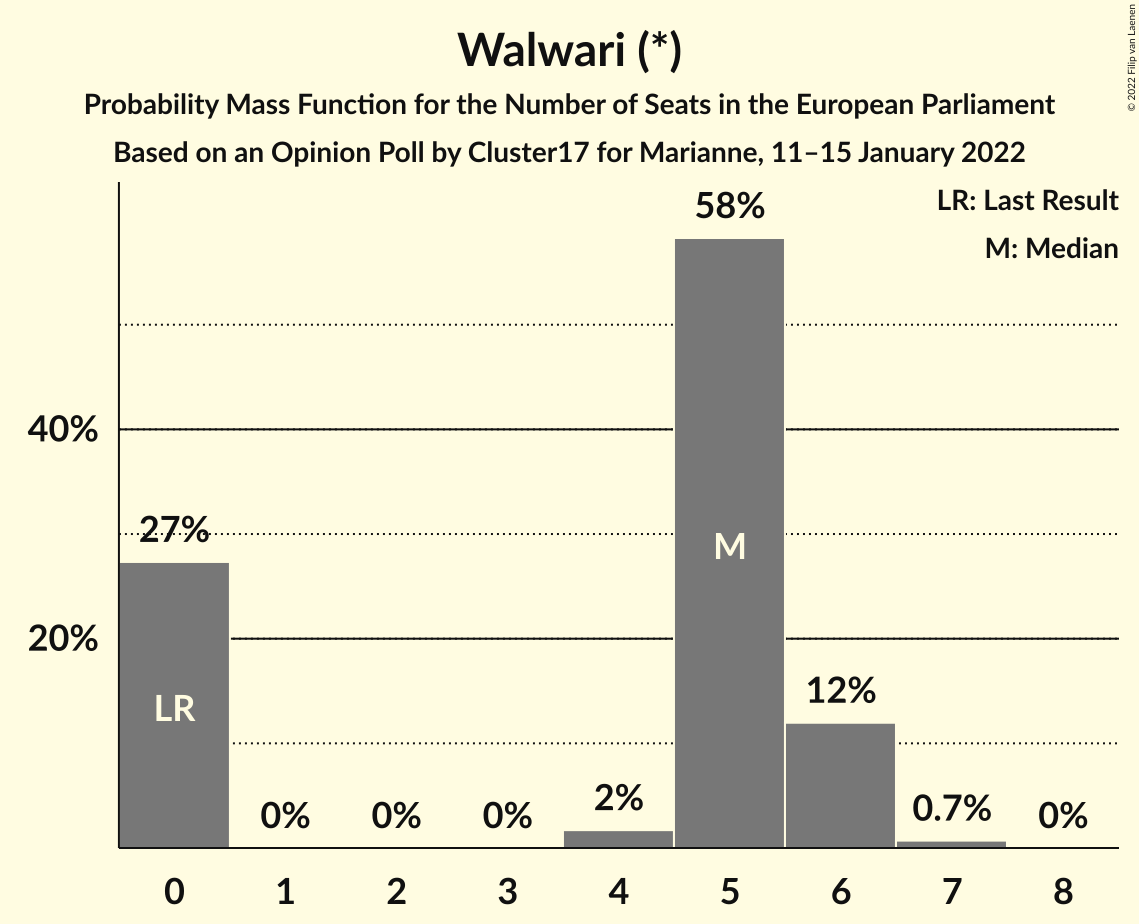 Walwari (*)
Probability Mass Function for the Number of Seats in the European Parliament
Based on an Opinion Poll by Cluster17 for Marianne, 11–15 January 2022
© 2022 Filip van Laenen
LR: Last Result
M: Median
58%
40%
27%
M
20%
12%
LR
2%
0.7%
0%
0%
0%
0%
0
1
2
3
4
5
6
7
8